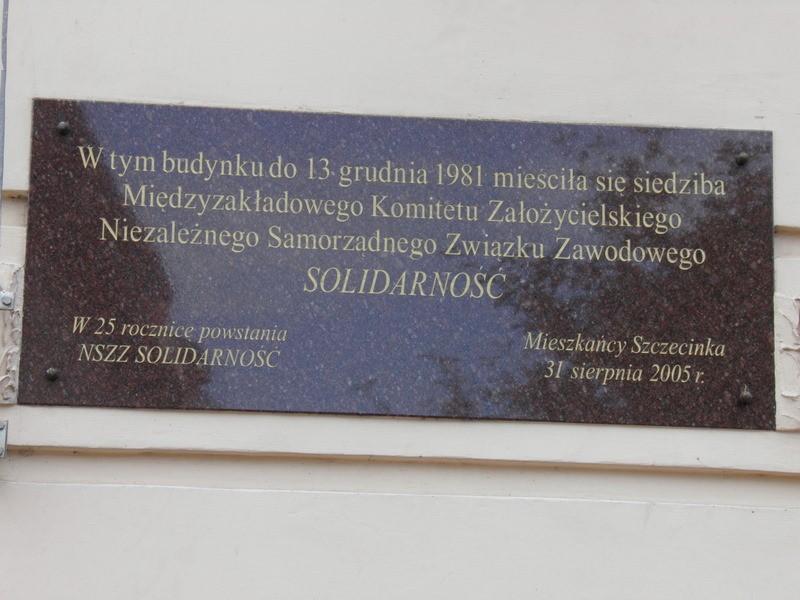 W tym budynku do 13 grudnia 1981 mieściła się siedziba
Międzyzakładowego Komitetu Założycielskiego
Niezależnego Samorządnego Związku Zawodowego
SOLIDARNOŚĆ
W 25 rocznice powstania
NSZZ SOLIDARNOŚĆ
Mieszkańcy Szczecinka
31 sierpnia 2005 r.